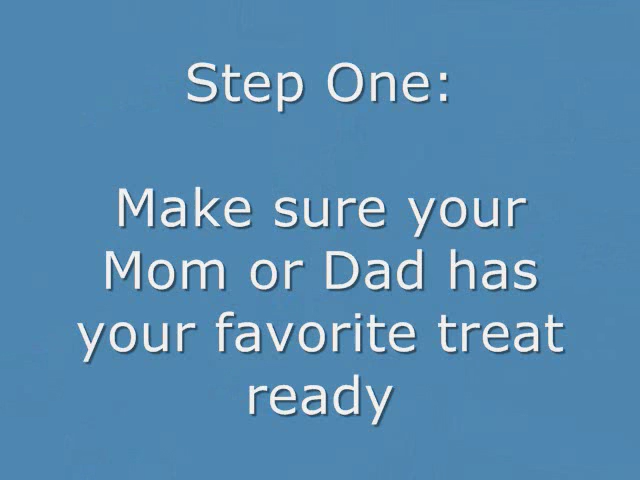 Step One:
Make sure your
Mom or Dad has
your favorite treat
ready